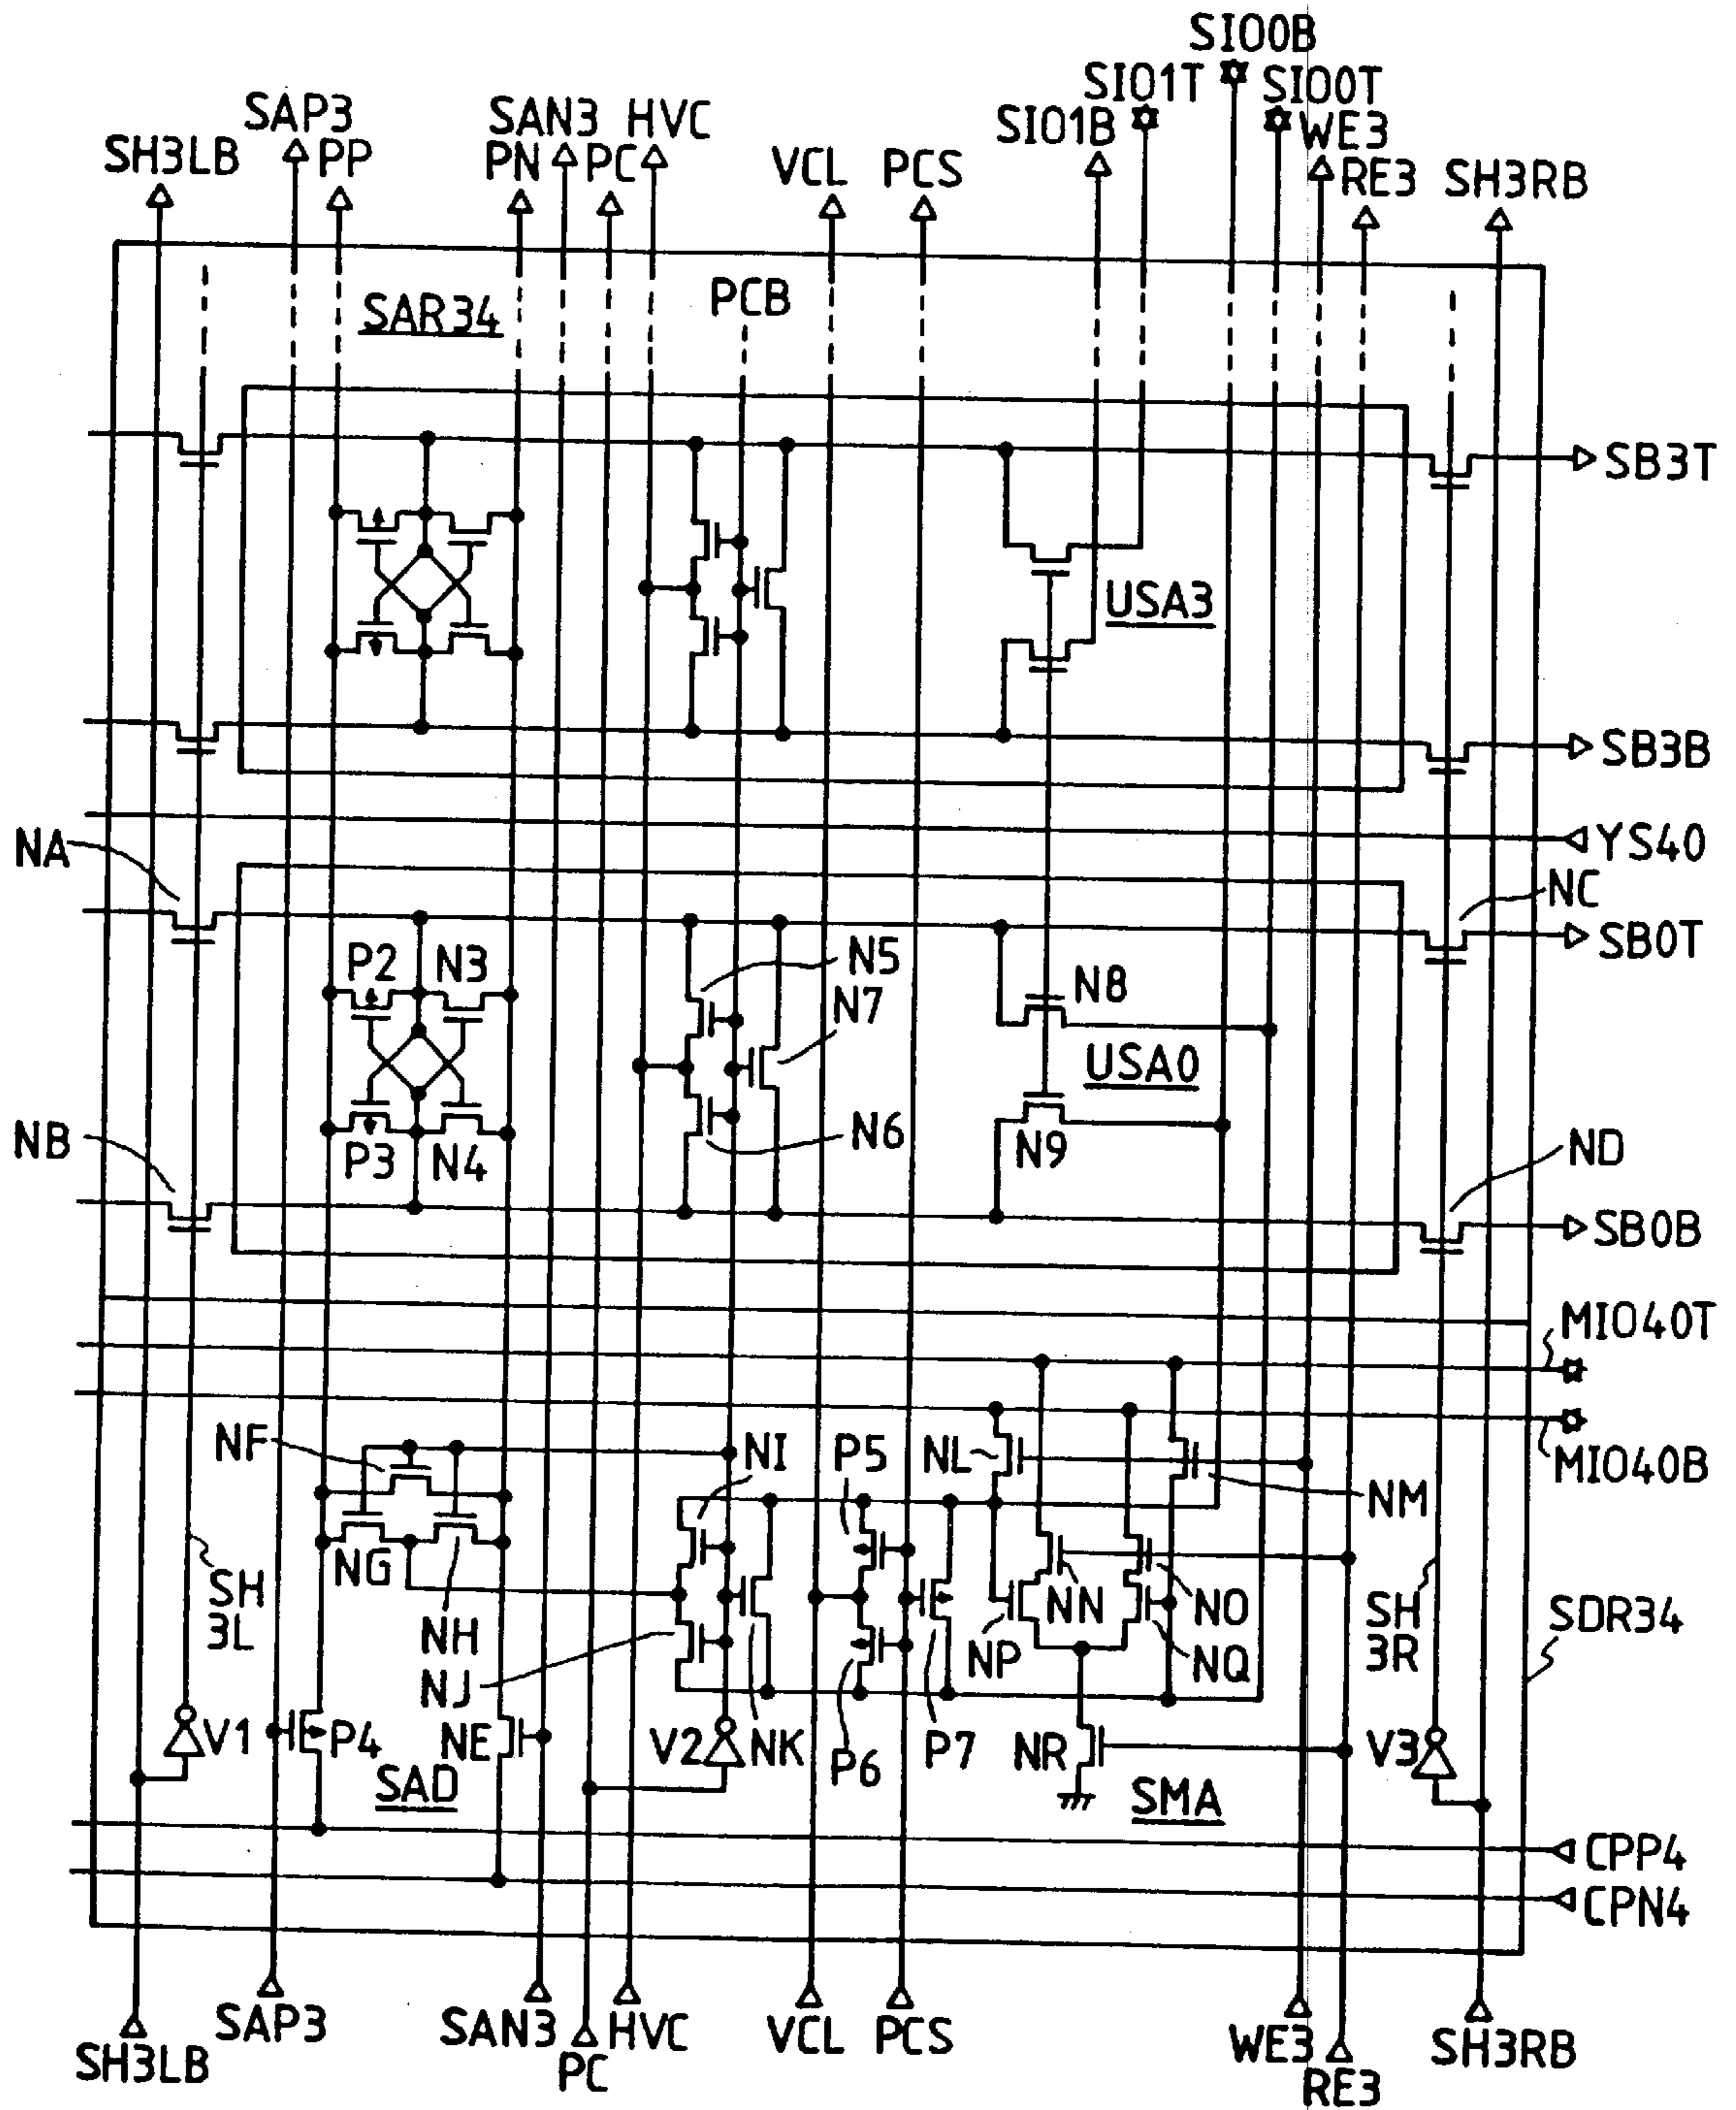 SIO0B
SIO1T
SIO0T
SAP3
SAN3
HVC
SIO1B
WE3
SH3LB
PP
PN
PC
VCL
PCS
RE3
SH3RB
PCB
SAR34
SB3T
USA3
SB3B
YS40
NA
NC
SB0T
P2
N3
N5
N8
N7
USA0
NB
P3
N4
N6
N9
ND
SB0B
MIO40T
NF
NI
P5
NL
MIO40B
NM
NG
SH
3L
NH
NN
NO
SH
3R
SDR34
NP
NQ
NJ
V1
P4
NE
V2
NK
P6
P7
NR
V3
SAD
SMA
CPP4
CPN4
SAP3
SAN3
HVC
VCL
PCS
WE3
SH3RB
SH3LB
PC
RE3